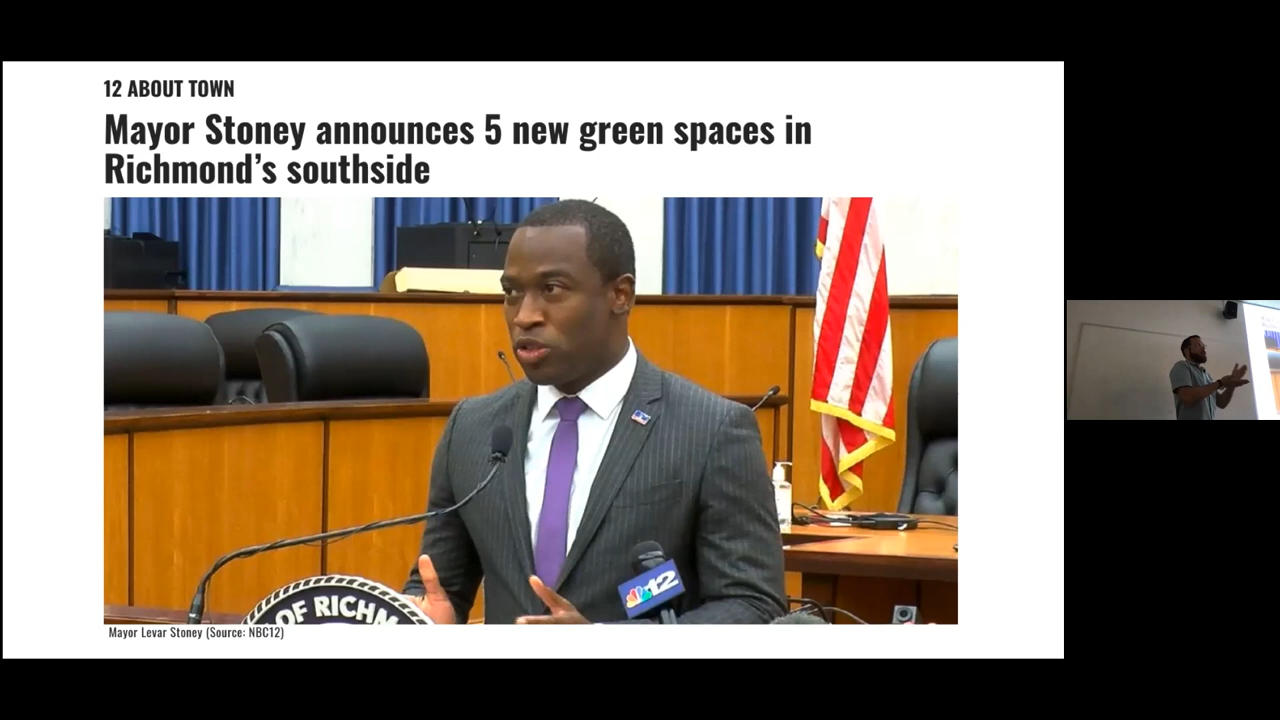 12 ABOUT TOWN
Mayor Stoney announces 5 new green spaces in
Richmond's southside
OF RICHM
12
Mayor Levar Stoney (Source: NBC12)